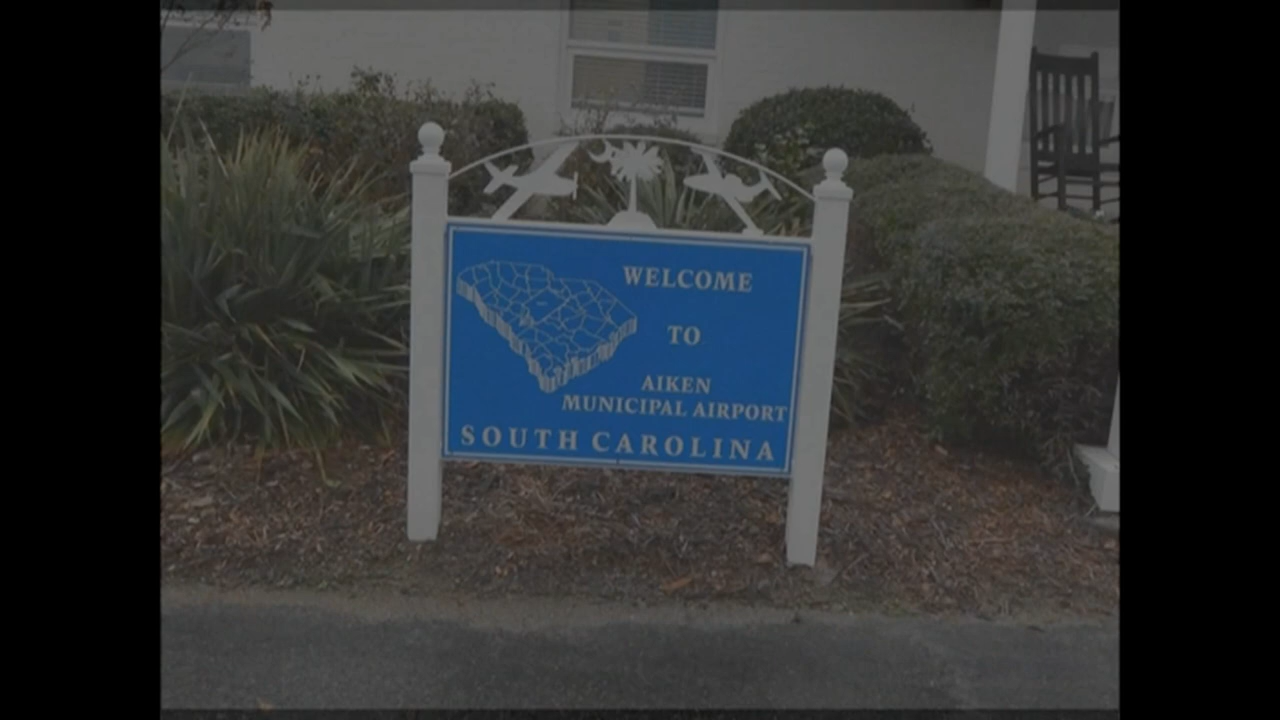 WELCOME
TO
AIKEN
MUNICIPAL AIRPORT
SOUTH CAROLINA